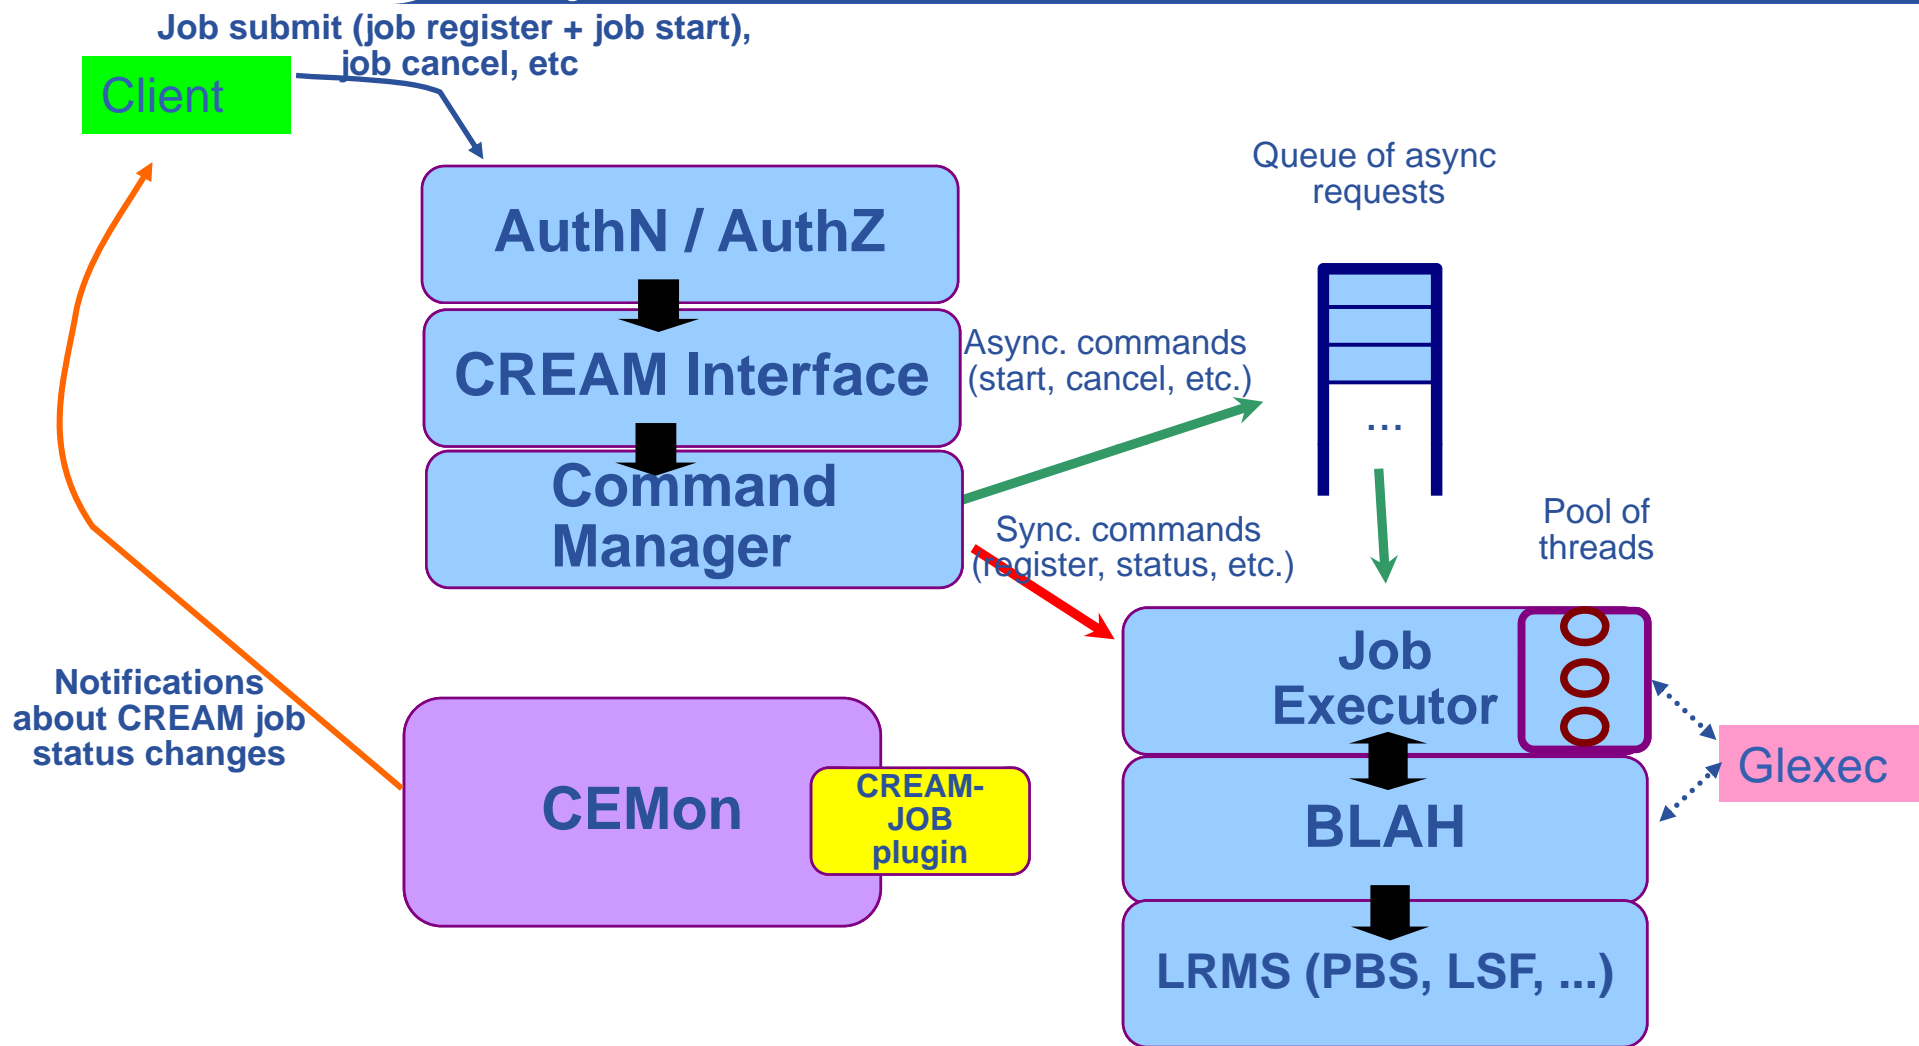 Job submit (job register + job start),
job cancel, etc
Client
Queue of async
requests
AuthN / AuthZ
CREAM Interface
Async. commands
(start, cancel, etc.)
...
Command
Manager
Sync. commands
(register, status, etc.)
Pool of
threads
Job
Executor
Notifications
about CREAM job
status changes
Glexec
CEMon
CREAM-
JOB
plugin
BLAH
LRMS (PBS, LSF, ...)